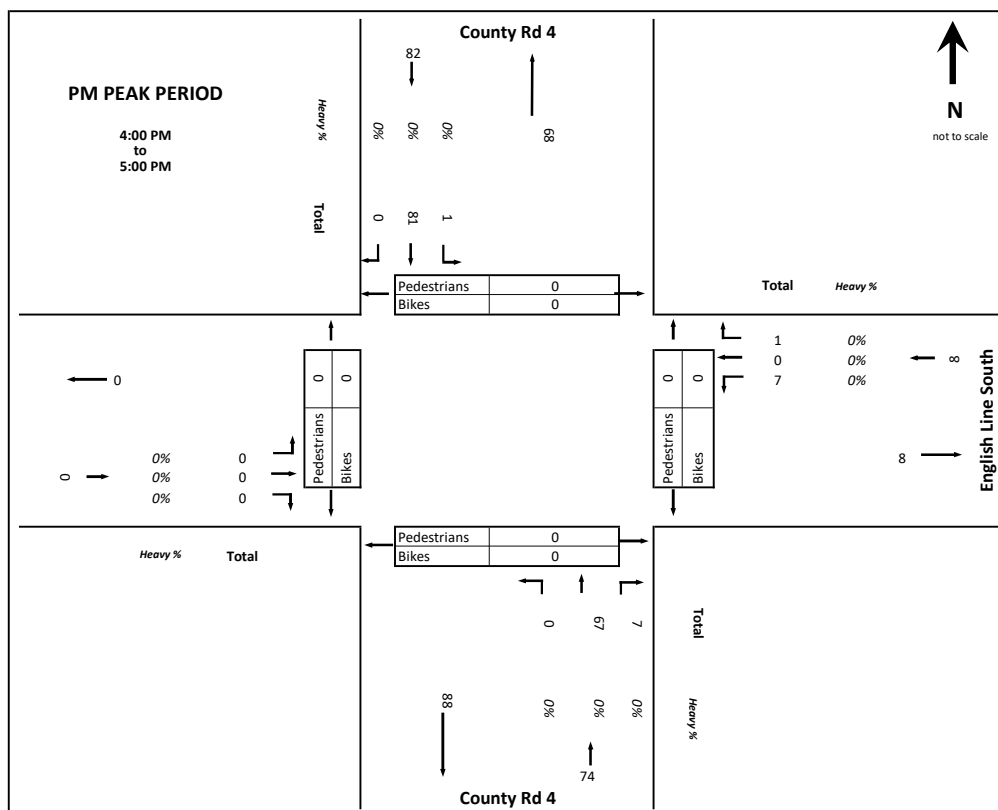 County Rd 4
82
PM PEAK PERIOD
4:00 PM
to
5:00 PM
N
not to scale
Heavy %
0%
0%
0%
68
Total
0
81
1
Pedestrians 0
Bikes 0
Total Heavy %
1 0%
0 0%
7 0%
8
8
English Line South
0
0% 0
0% 0
0% 0
0
Pedestrians 0
Bikes 0
Pedestrians 0
Bikes 0
Heavy % Total
Pedestrians 0
Bikes 0
0
67
7
Total
88
0%
0%
0%
Heavy %
74
County Rd 4